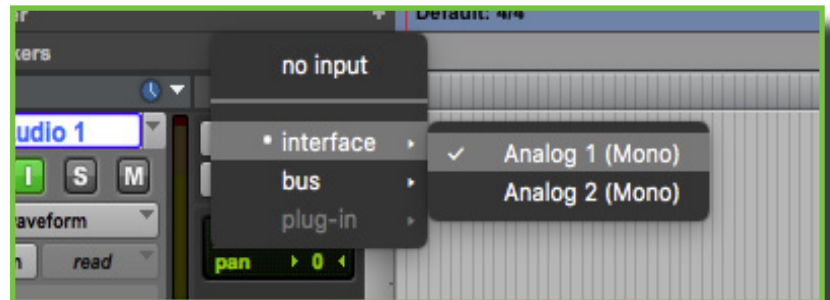 Default: 4/4
kers
no input
udio 1
interface
Analog 1 (Mono)
I S M
bus
Analog 2 (Mono)
aveform
plug-in
n read
pan 0